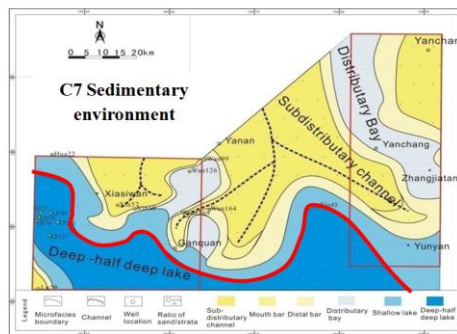 N
0 5 10 15 20km
C7 Sedimentary
environment
Yanchan
Distributary Bay
Subdistributary channel
Yanan
Yanchang
Zhangjiatan
Xiasiwan
Ganquan
Yunyan
Deep -half deep lake
Legend
Microfacies
boundary
Channel
Well
location
Ratio of
sand/strata
Sub-
distributary
channel
Mouth bar
Distal bar
Distributary
bay
Shallow lake
Deep-half
deep lake